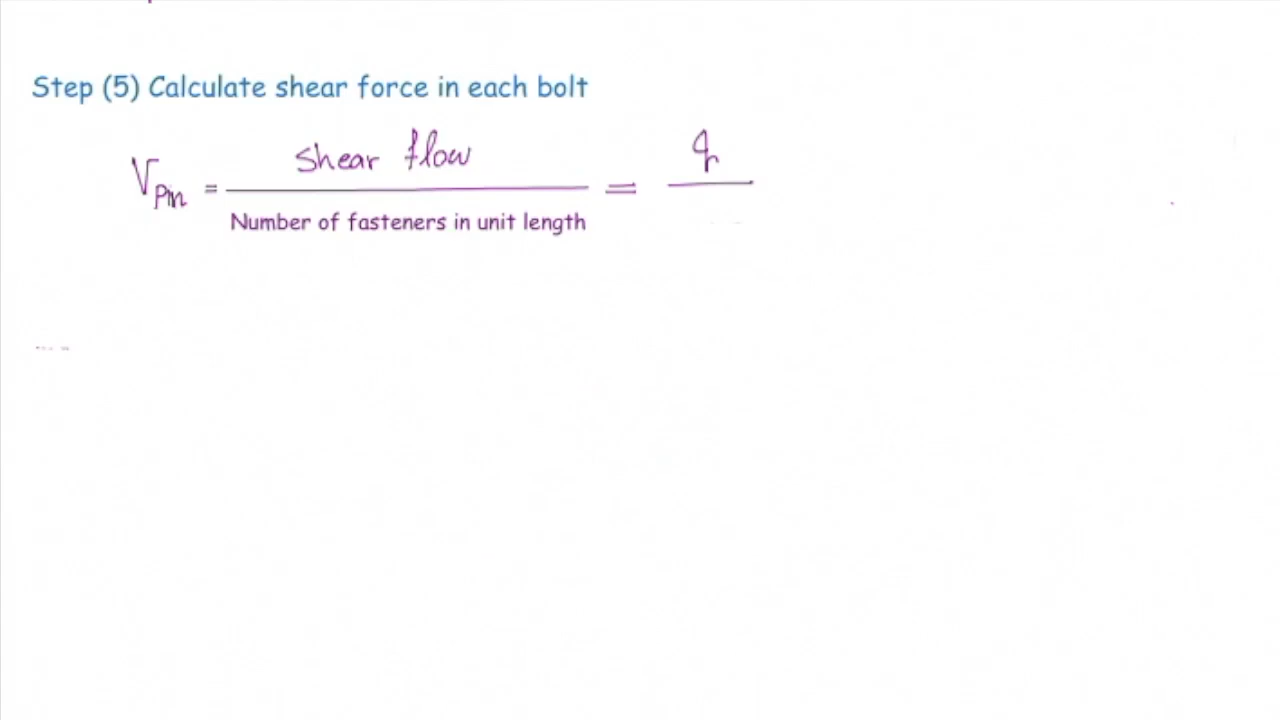 Step (5) Calculate shear force in each bolt
V_Pin = Shear flow / Number of fasteners in unit length = q /